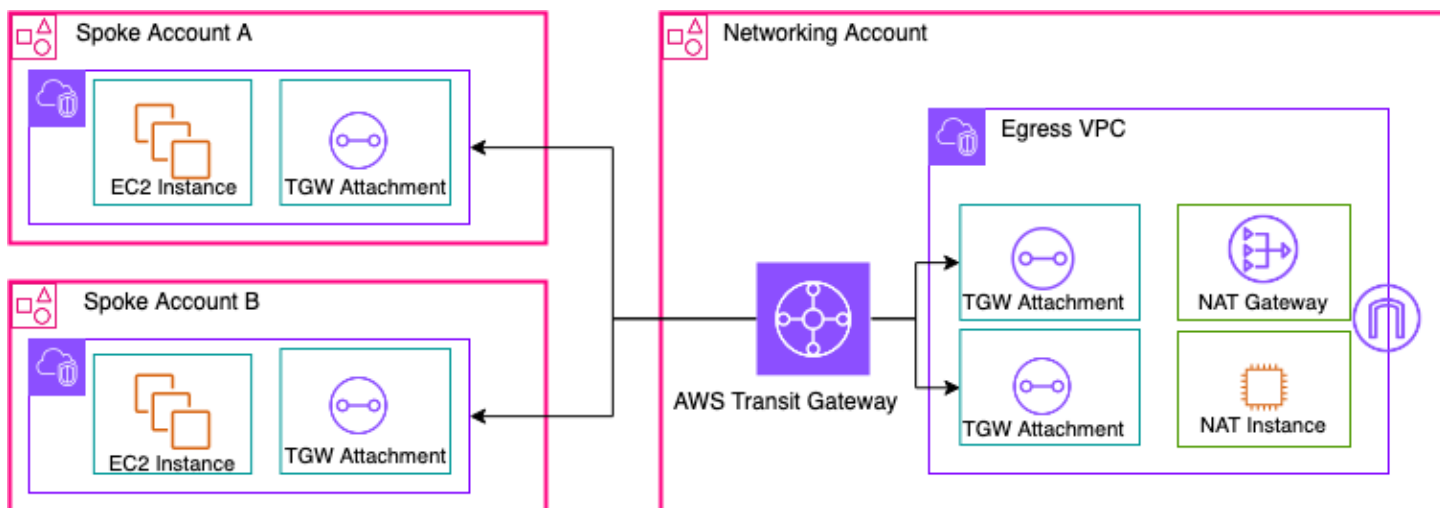 Spoke Account A
EC2 Instance
TGW Attachment
Spoke Account B
EC2 Instance
TGW Attachment
Networking Account
AWS Transit Gateway
Egress VPC
TGW Attachment
NAT Gateway
TGW Attachment
NAT Instance